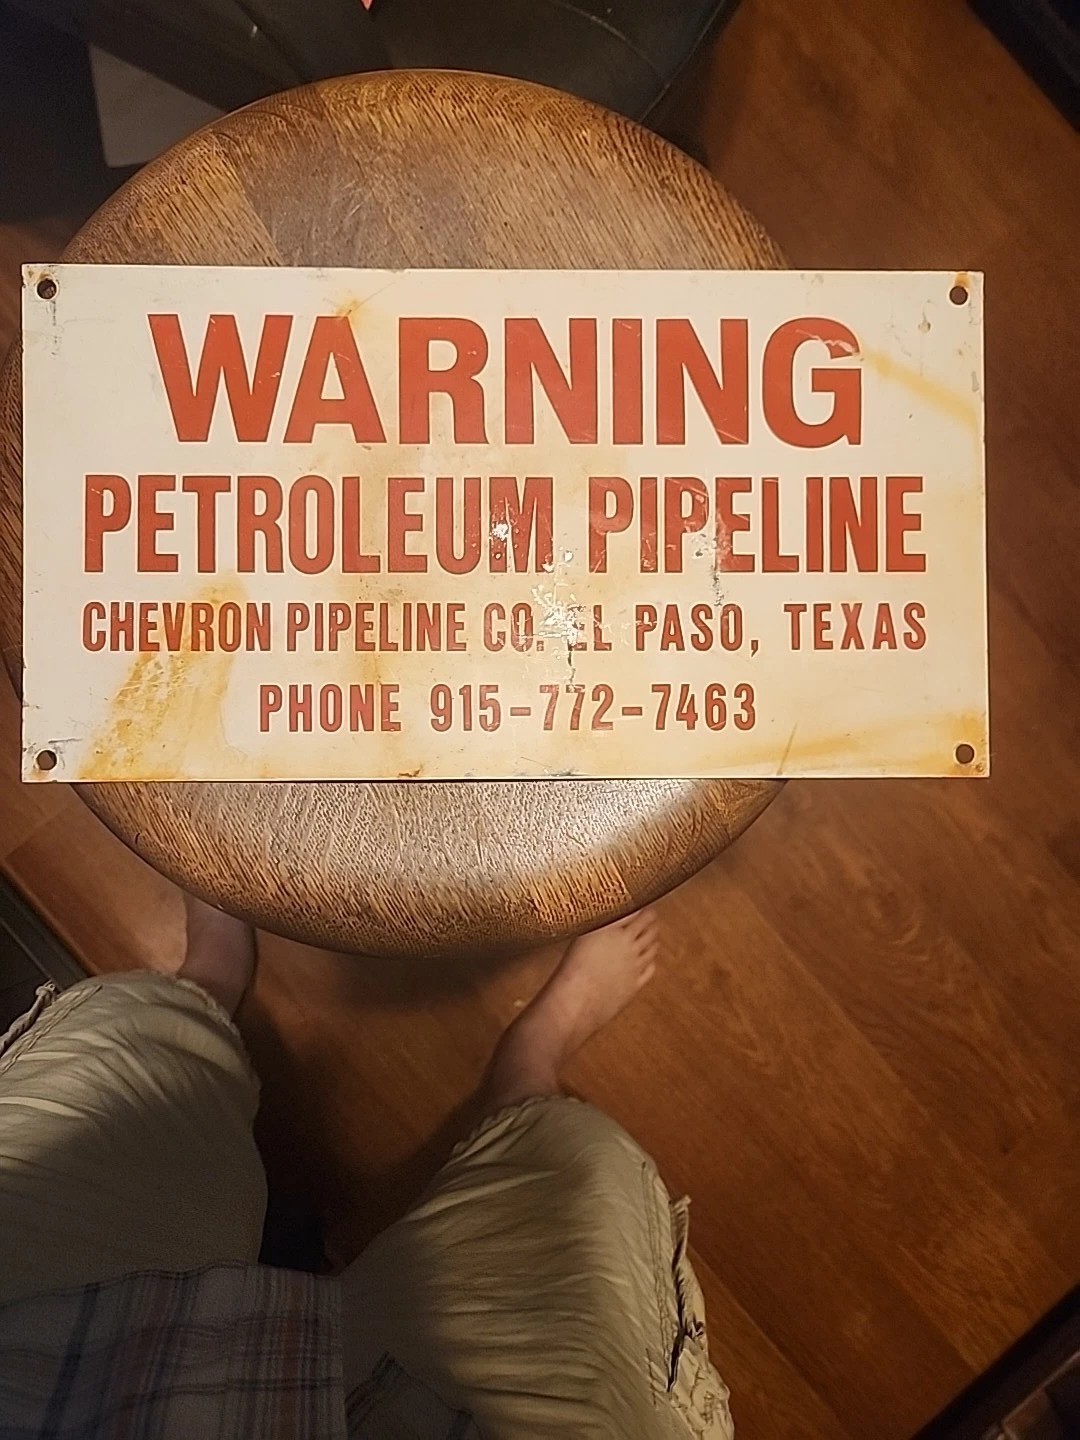 WARNING
PETROLEUM PIPELINE
CHEVRON PIPELINE CO. EL PASO, TEXAS
PHONE 915-772-7463